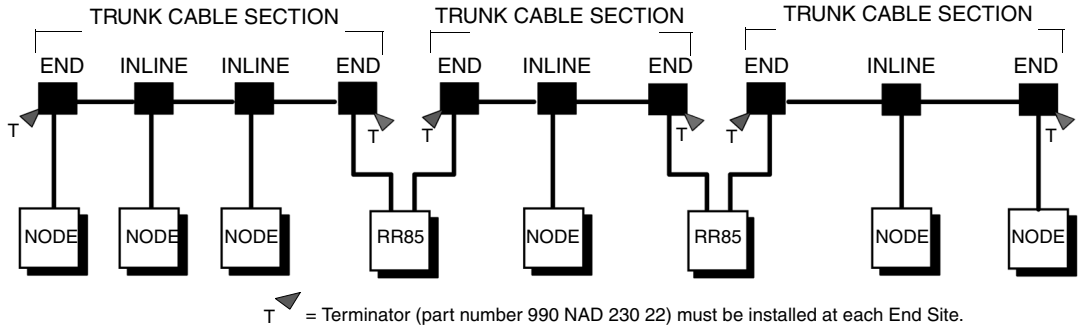 TRUNK CABLE SECTION TRUNK CABLE SECTION TRUNK CABLE SECTION
END INLINE INLINE END END INLINE END END INLINE END
T T T T T T
NODE NODE NODE RR85 NODE RR85 NODE NODE
T = Terminator (part number 990 NAD 230 22) must be installed at each End Site.